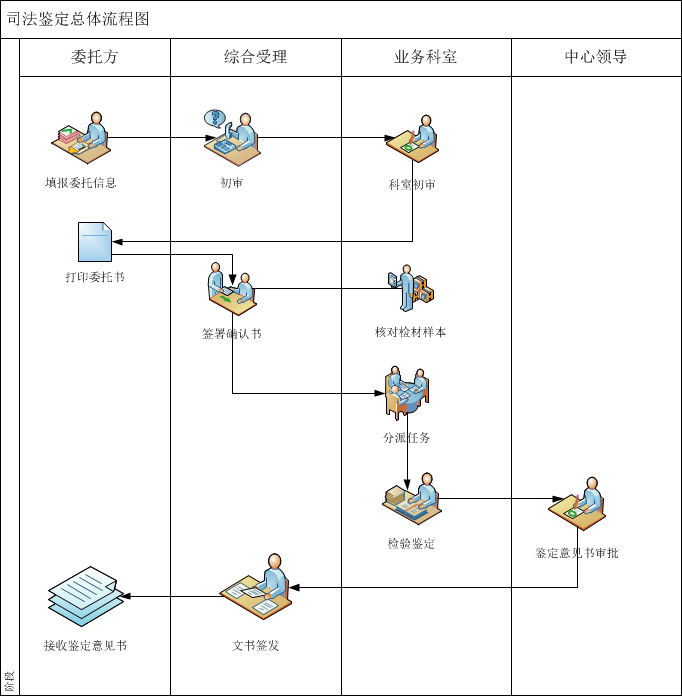 司法鉴定总体流程图
委托方
综合受理
业务科室
中心领导
填报委托信息
初审
科室初审
打印委托书
签署确认书
核对检材样本
分派任务
检验鉴定
鉴定意见书审批
接收鉴定意见书
文书签发
阶段